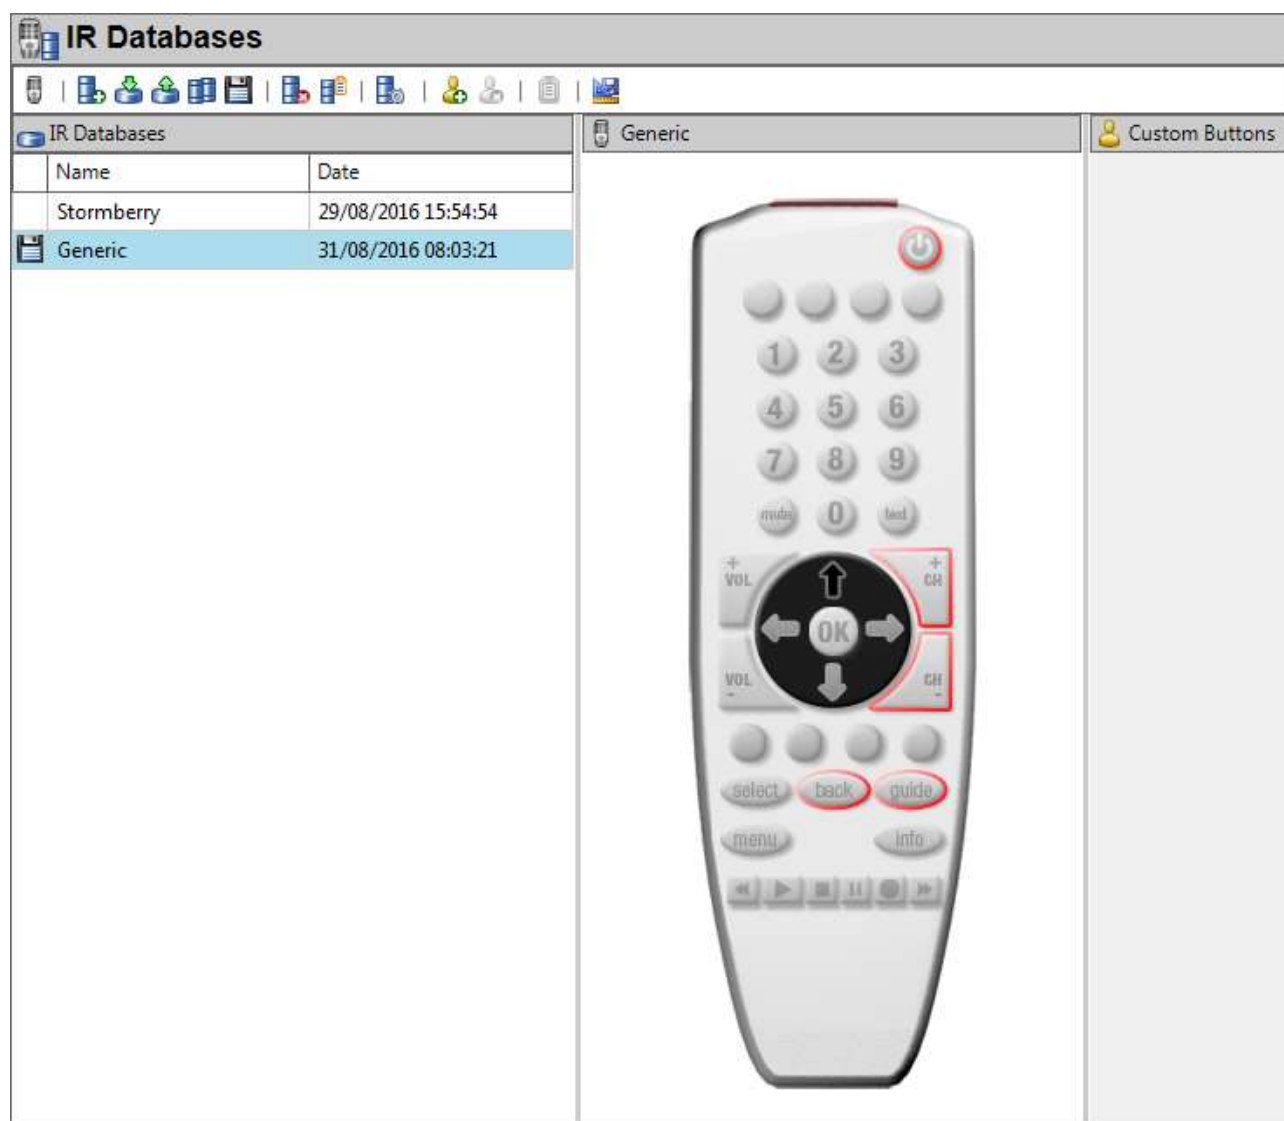 IR Databases
IR Databases
Name Date
Stormberry 29/08/2016 15:54:54
Generic 31/08/2016 08:03:21
Generic
1 2 3
4 5 6
7 8 9
mute 0 text
+ VOL + CH
OK
VOL - CH -
select back guide
menu info
Custom Buttons